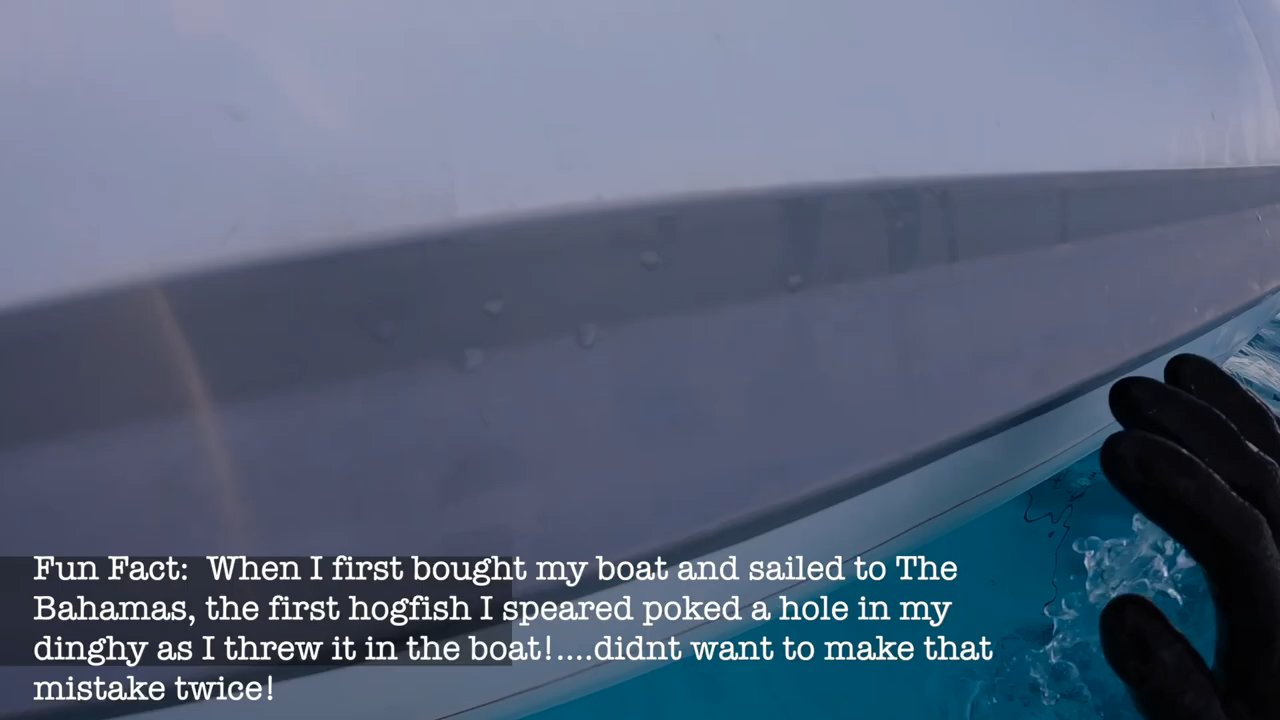 Fun Fact:  When I first bought my boat and sailed to The
Bahamas, the first hogfish I speared poked a hole in my
dinghy as I threw it in the boat!....didnt want to make that
mistake twice!